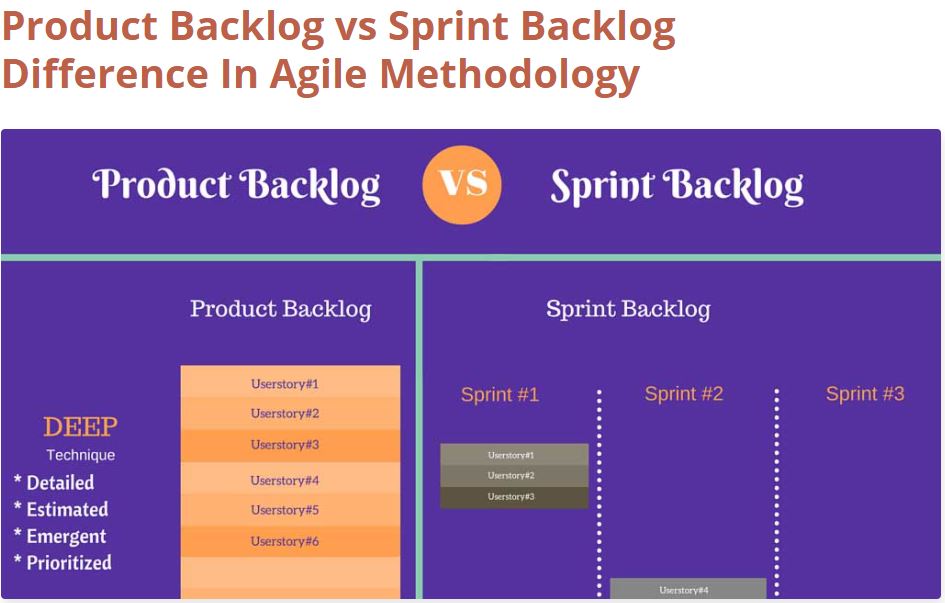 Product Backlog vs Sprint Backlog
Difference In Agile Methodology
Product Backlog
VS
Sprint Backlog
Product Backlog
Userstory#1
Userstory#2
Userstory#3
Userstory#4
Userstory#5
Userstory#6
DEEP
Technique
* Detailed
* Estimated
* Emergent
* Prioritized
Sprint Backlog
Sprint #1
Sprint #2
Sprint #3
Userstory#1
Userstory#2
Userstory#3
Userstory#4